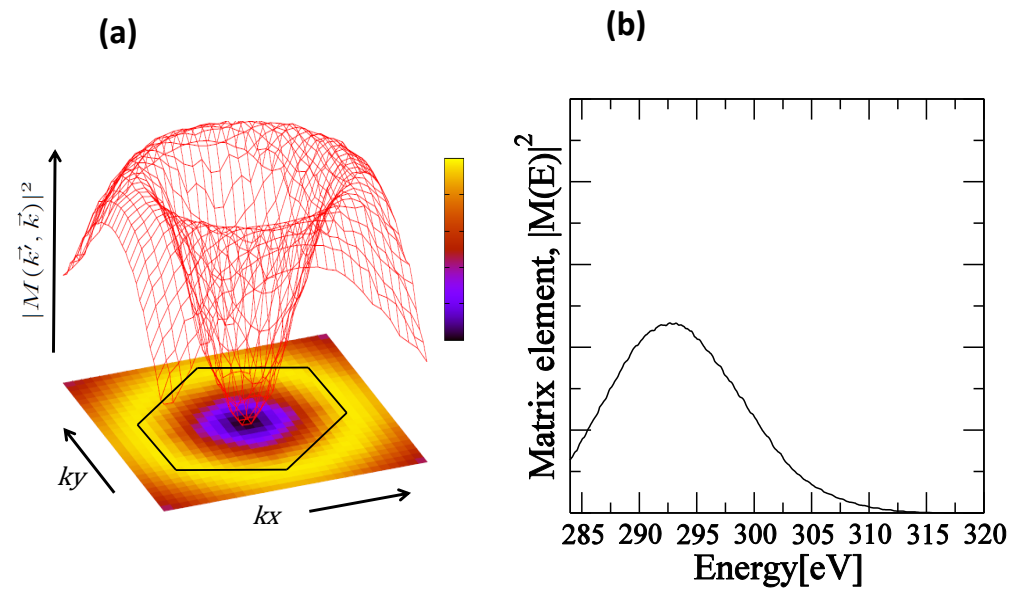 (a)
(b)
|M(k⃗′, k⃗)|²
ky
kx
Matrix element, |M(E)|²
285 290 295 300 305 310 315 320
Energy[eV]